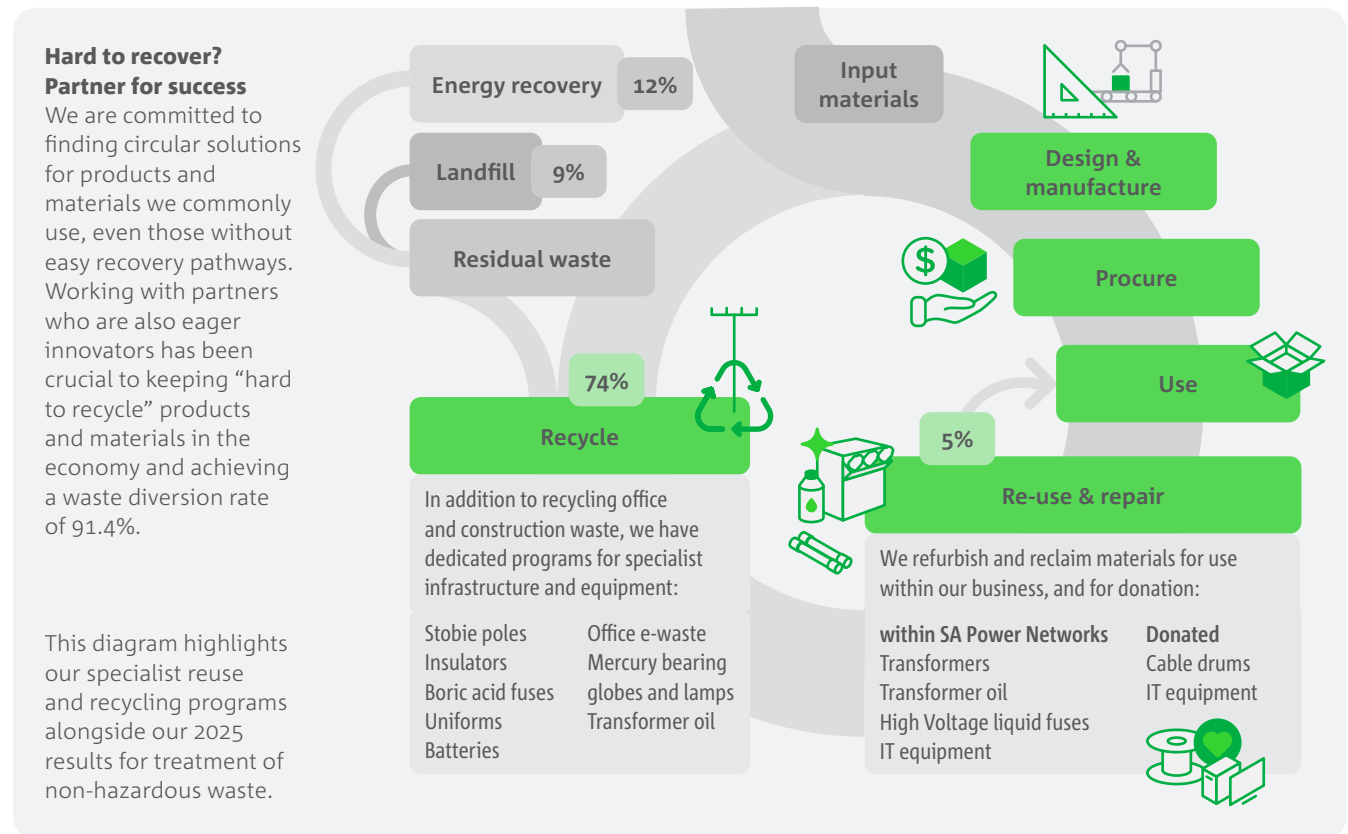 Hard to recover?
Partner for success
We are committed to
finding circular solutions
for products and
materials we commonly
use, even those without
easy recovery pathways.
Working with partners
who are also eager
innovators has been
crucial to keeping “hard
to recycle” products
and materials in the
economy and achieving
a waste diversion rate
of 91.4%.
This diagram highlights
our specialist reuse
and recycling programs
alongside our 2025
results for treatment of
non-hazardous waste.
Energy recovery
12%
Landfill
9%
Residual waste
Input
materials
Design &
manufacture
$
Procure
Use
74%
Recycle
In addition to recycling office
and construction waste, we have
dedicated programs for specialist
infrastructure and equipment:
Stobie poles
Insulators
Boric acid fuses
Uniforms
Batteries
Office e-waste
Mercury bearing
globes and lamps
Transformer oil
5%
Re-use & repair
We refurbish and reclaim materials for use
within our business, and for donation:
within SA Power Networks
Transformers
Transformer oil
High Voltage liquid fuses
IT equipment
Donated
Cable drums
IT equipment